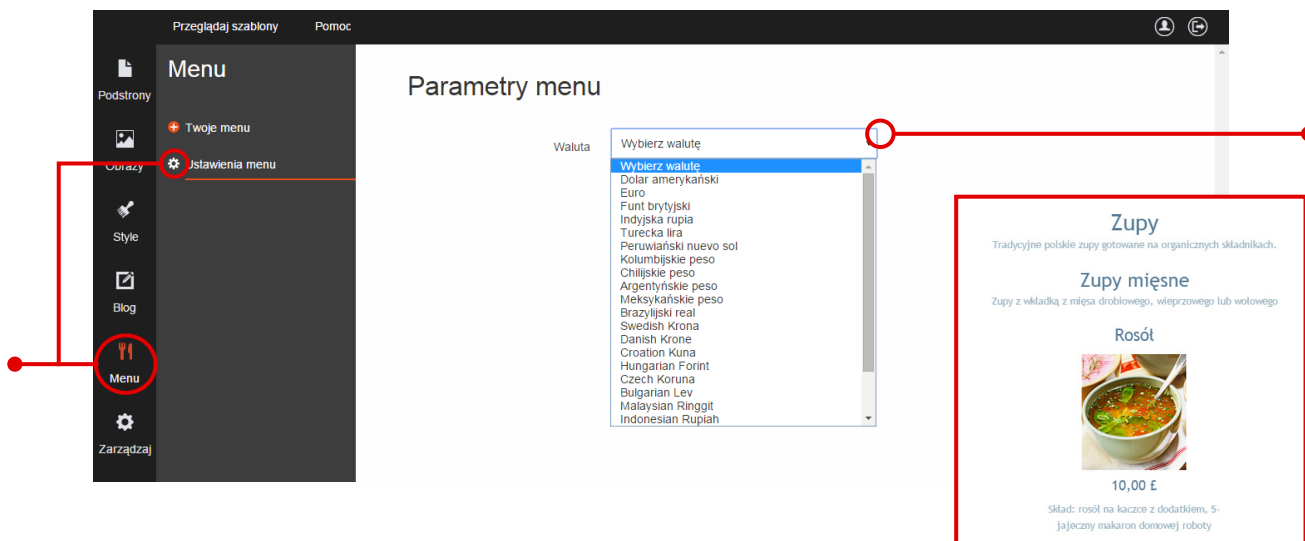 Przeglądaj szablony Pomoc
Podstrony
Obrazy
Style
Blog
Menu
Zarządzaj
Menu
Twoje menu
Ustawienia menu
Parametry menu
Waluta Wybierz walutę
Wybierz walutę
Dolar amerykański
Euro
Funt brytyjski
Indyjska rupia
Turecka lira
Peruwiański nuevo sol
Kolumbijskie peso
Chilijskie peso
Argentyńskie peso
Meksykańskie peso
Brazylijski real
Swedish Krona
Danish Krone
Croation Kuna
Hungarian Forint
Czech Koruna
Bulgarian Lev
Malaysian Ringgit
Indonesian Rupiah
Zupy
Tradycyjne polskie zupy gotowane na organicznych składnikach.
Zupy mięsne
Zupy z wkładką z mięsa drobiowego, wieprzowego lub wołowego
Rosół
10,00 £
Skład: rosół na kaczce z dodatkiem, 5-
jajeczny makaron domowej roboty